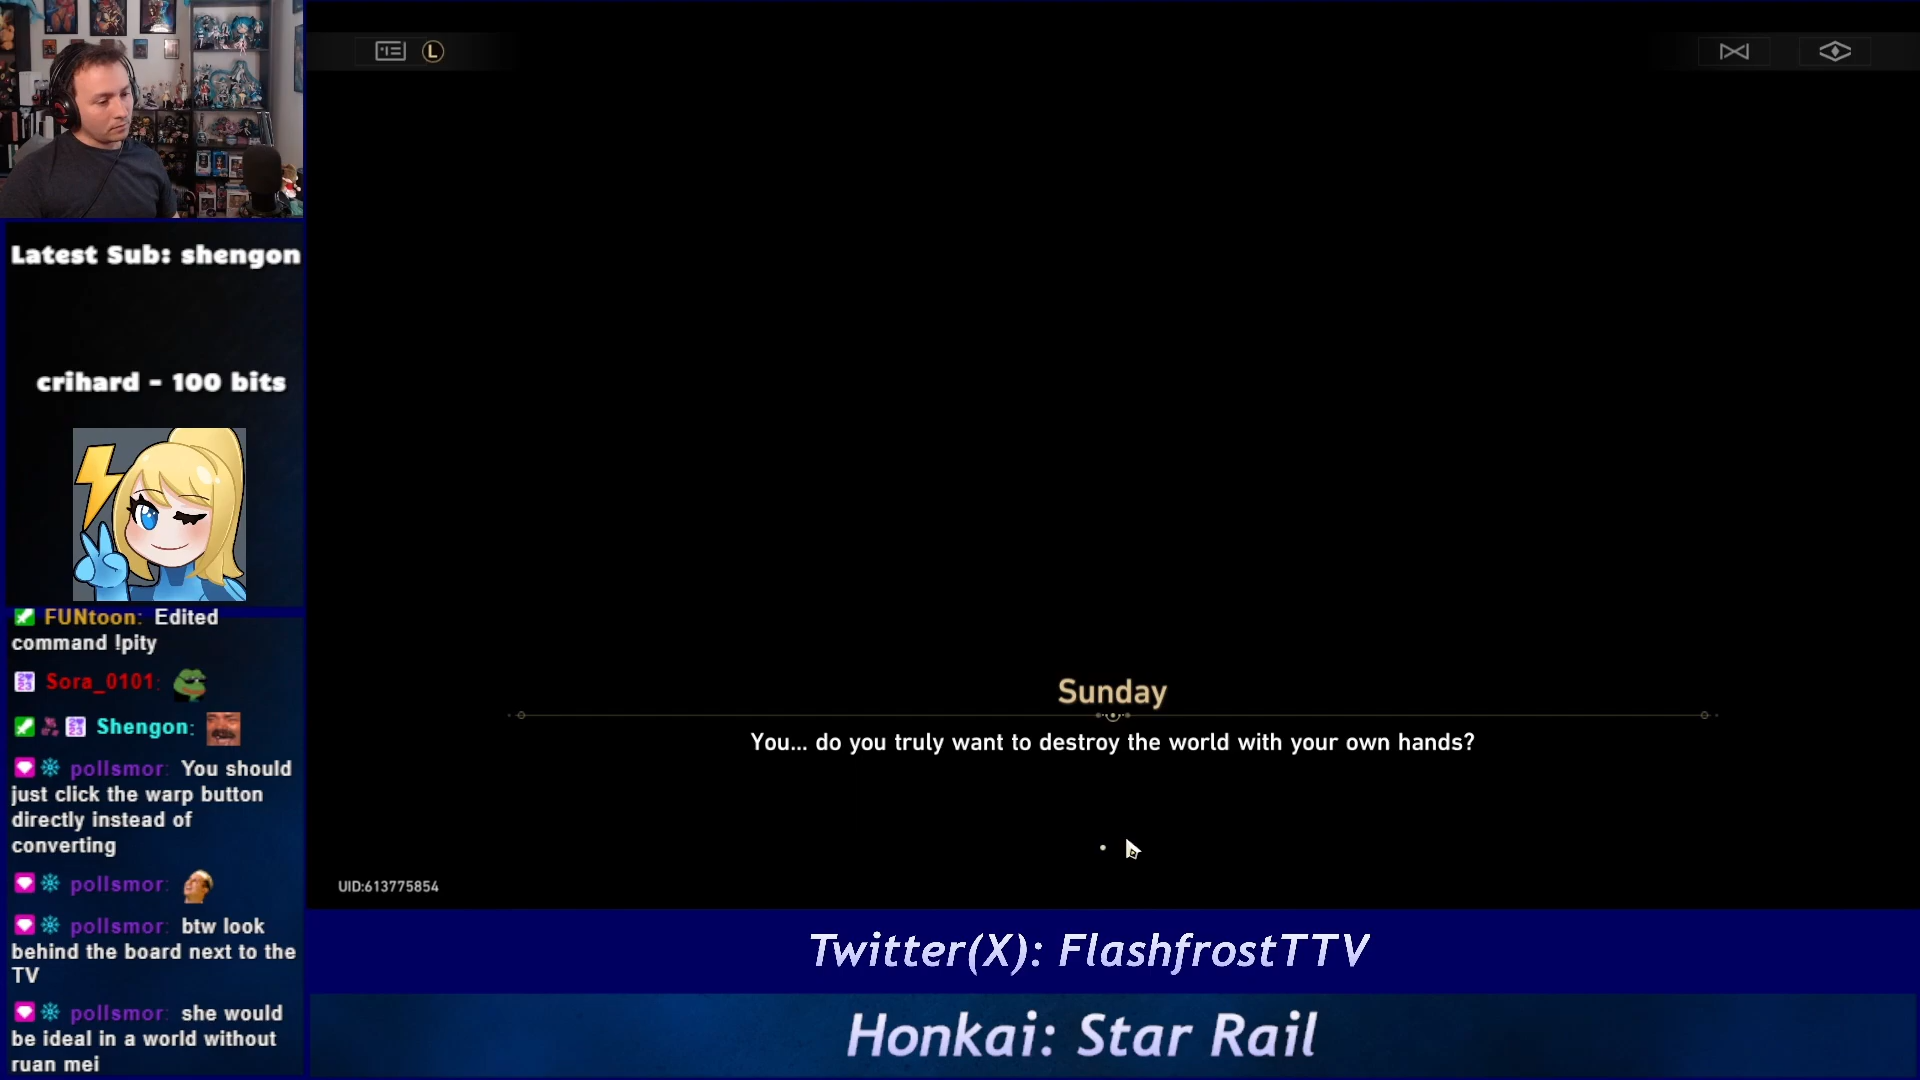 L
Latest Sub: shengon
crihard - 100 bits
FUNtoon: Edited
command !pity
Sora_0101:
Shengon:
pollsmor: You should
just click the warp button
directly instead of
converting
pollsmor:
pollsmor: btw look
behind the board next to the
TV
pollsmor: she would
be ideal in a world without
ruan mei
Sunday
You... do you truly want to destroy the world with your own hands?
UID:613775854
Twitter(X): FlashfrostTTV
Honkai: Star Rail